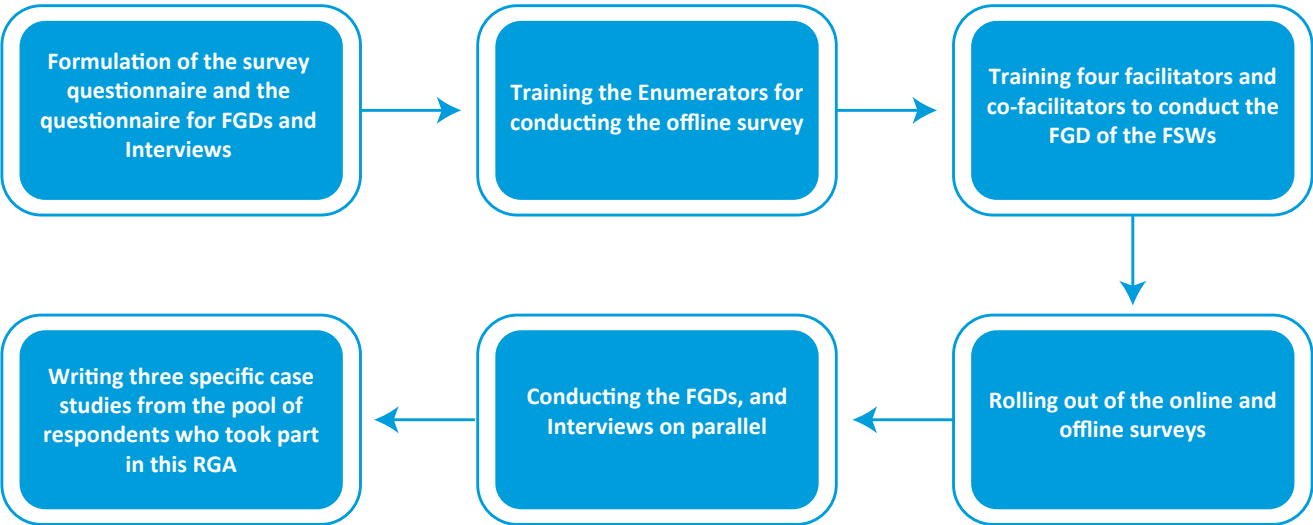 Formulation of the survey
questionnaire and the
questionnaire for FGDs and
Interviews
Training the Enumerators for
conducting the offline survey
Training four facilitators and
co-facilitators to conduct the
FGD of the FSWs
Rolling out of the online and
offline surveys
Conducting the FGDs, and
Interviews on parallel
Writing three specific case
studies from the pool of
respondents who took part
in this RGA